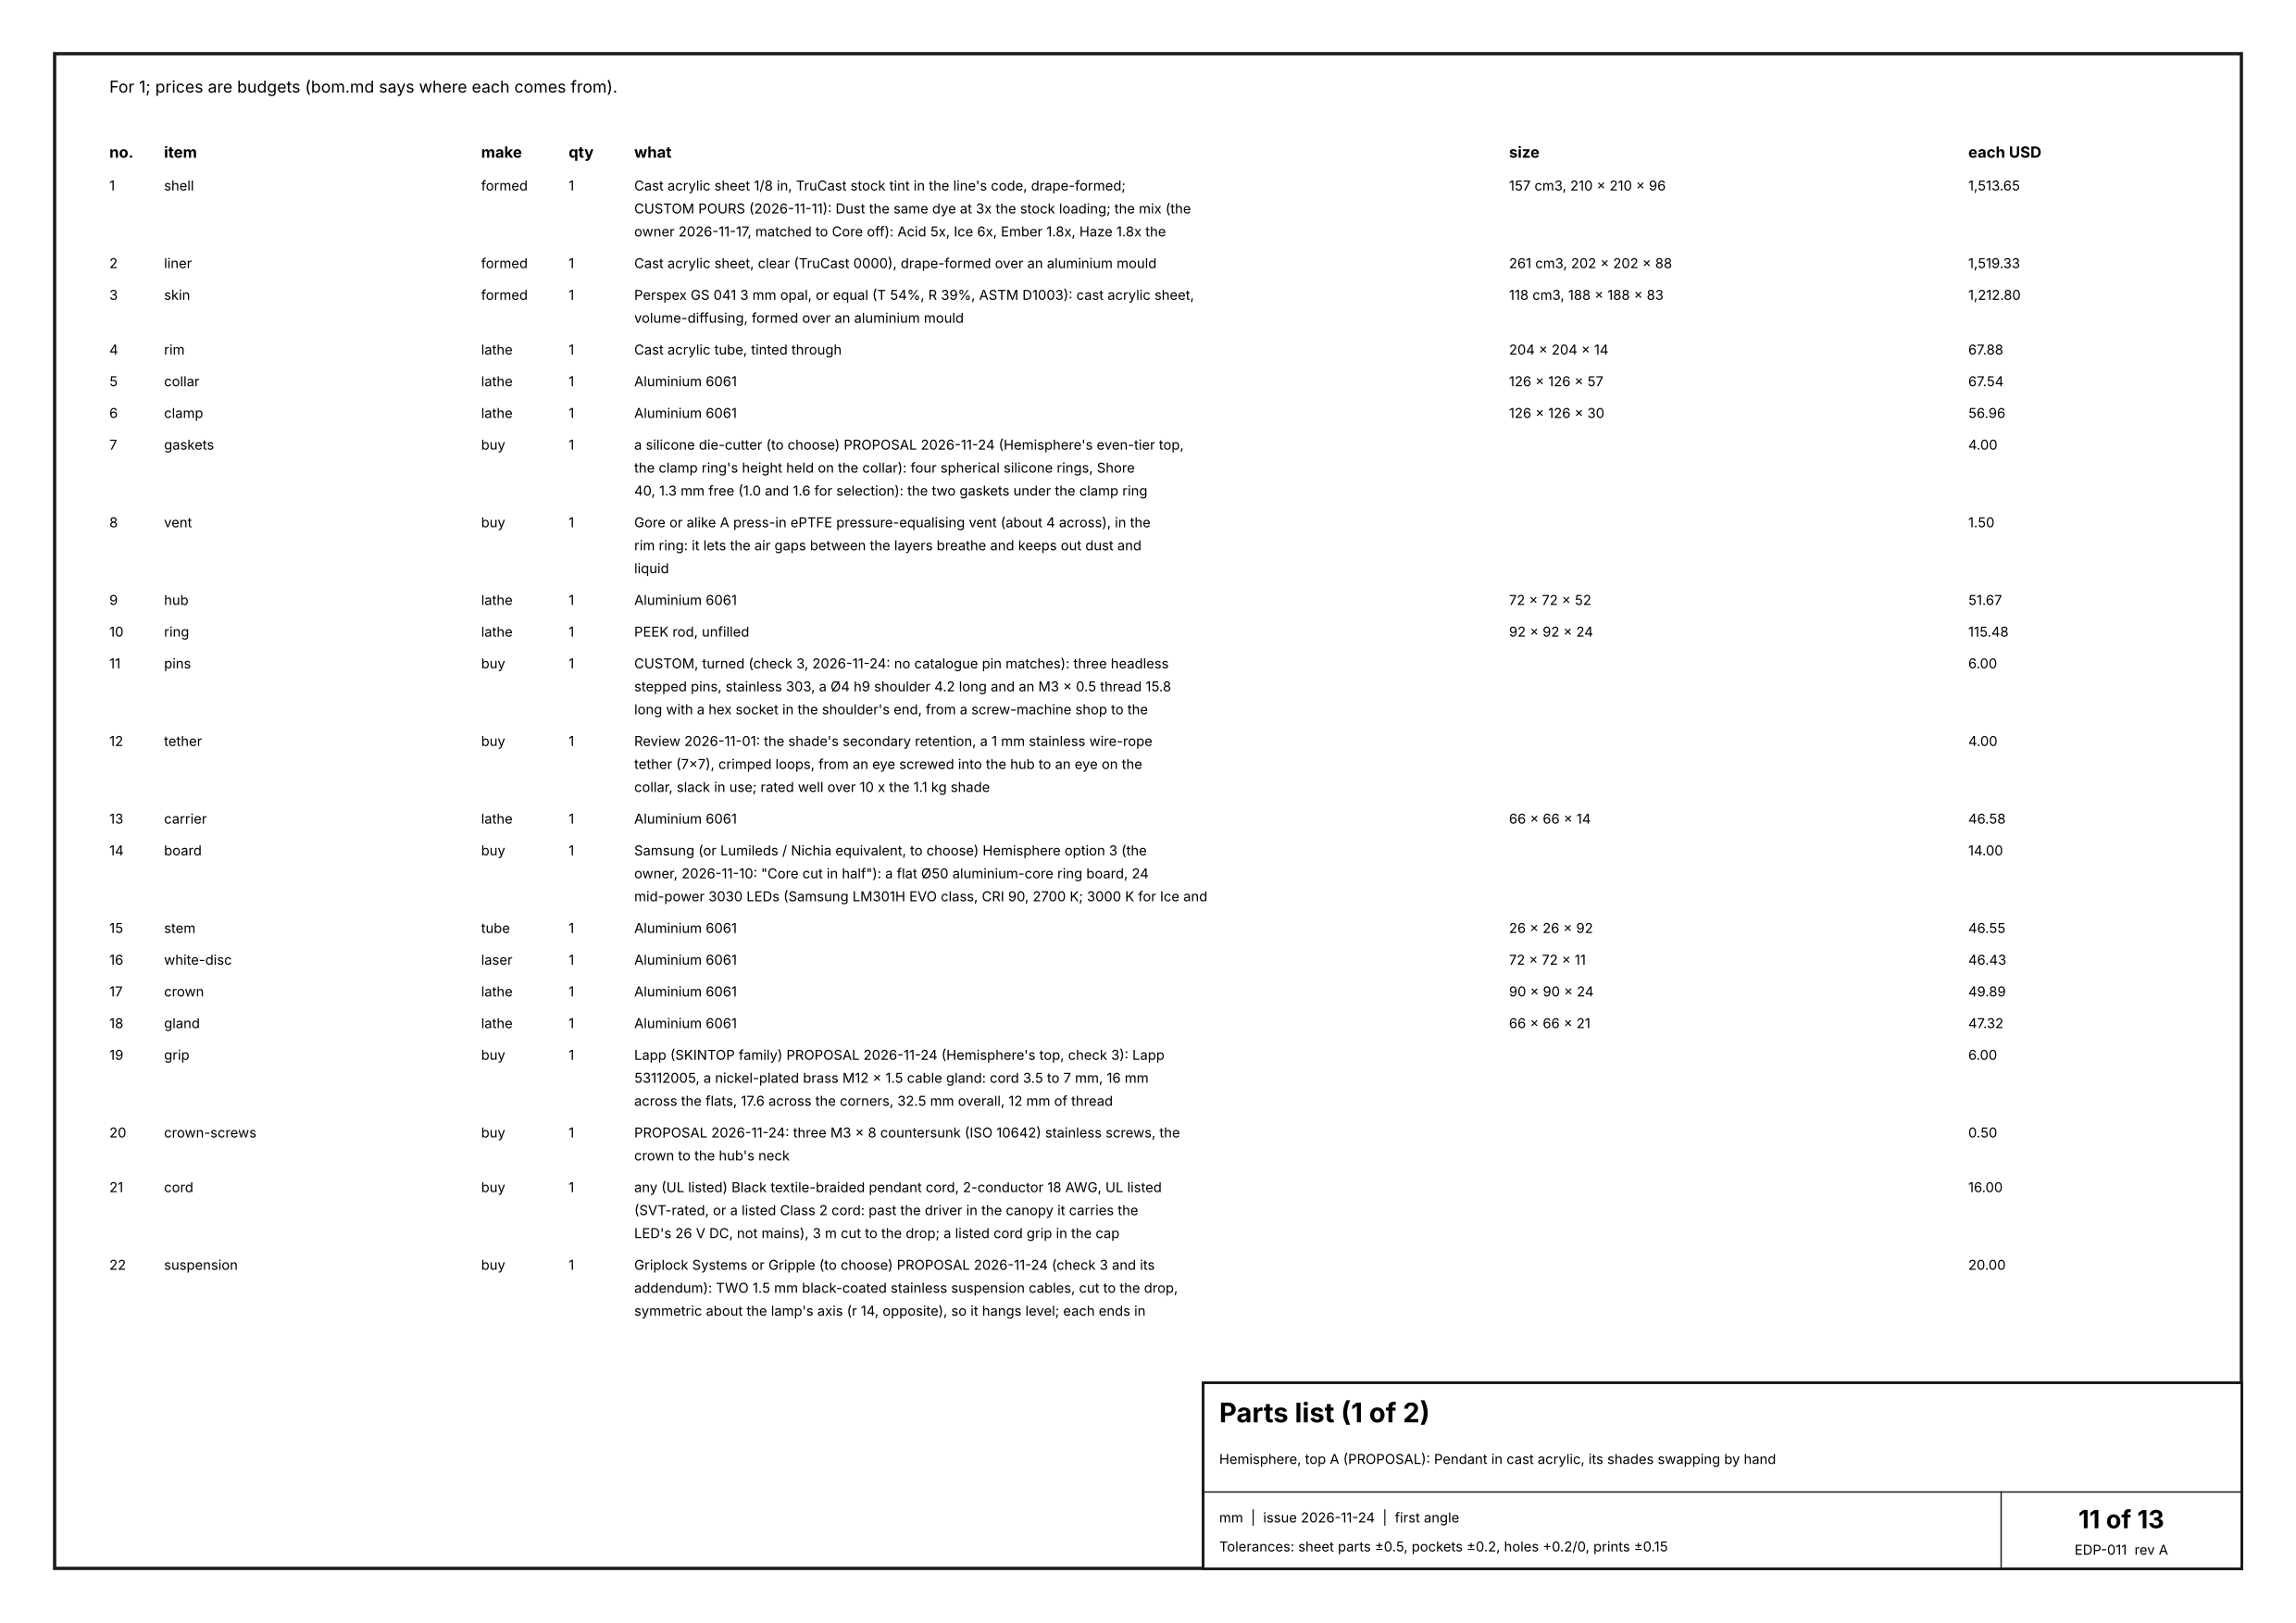 For 1; prices are budgets (bom.md says where each comes from).
no. item make qty what size each USD
1 shell formed 1 Cast acrylic sheet 1/8 in, TruCast stock tint in the line's code, drape-formed; 157 cm3, 210 × 210 × 96 1,513.65
CUSTOM POURS (2026-11-11): Dust the same dye at 3x the stock loading; the mix (the
owner 2026-11-17, matched to Core off): Acid 5x, Ice 6x, Ember 1.8x, Haze 1.8x the
2 liner formed 1 Cast acrylic sheet, clear (TruCast 0000), drape-formed over an aluminium mould 261 cm3, 202 × 202 × 88 1,519.33
3 skin formed 1 Perspex GS 041 3 mm opal, or equal (T 54%, R 39%, ASTM D1003): cast acrylic sheet, 118 cm3, 188 × 188 × 83 1,212.80
volume-diffusing, formed over an aluminium mould
4 rim lathe 1 Cast acrylic tube, tinted through 204 × 204 × 14 67.88
5 collar lathe 1 Aluminium 6061 126 × 126 × 57 67.54
6 clamp lathe 1 Aluminium 6061 126 × 126 × 30 56.96
7 gaskets buy 1 a silicone die-cutter (to choose) PROPOSAL 2026-11-24 (Hemisphere's even-tier top, 4.00
the clamp ring's height held on the collar): four spherical silicone rings, Shore
40, 1.3 mm free (1.0 and 1.6 for selection): the two gaskets under the clamp ring
8 vent buy 1 Gore or alike A press-in ePTFE pressure-equalising vent (about 4 across), in the 1.50
rim ring: it lets the air gaps between the layers breathe and keeps out dust and
liquid
9 hub lathe 1 Aluminium 6061 72 × 72 × 52 51.67
10 ring lathe 1 PEEK rod, unfilled 92 × 92 × 24 115.48
11 pins buy 1 CUSTOM, turned (check 3, 2026-11-24: no catalogue pin matches): three headless 6.00
stepped pins, stainless 303, a Ø4 h9 shoulder 4.2 long and an M3 × 0.5 thread 15.8
long with a hex socket in the shoulder's end, from a screw-machine shop to the
12 tether buy 1 Review 2026-11-01: the shade's secondary retention, a 1 mm stainless wire-rope 4.00
tether (7×7), crimped loops, from an eye screwed into the hub to an eye on the
collar, slack in use; rated well over 10 x the 1.1 kg shade
13 carrier lathe 1 Aluminium 6061 66 × 66 × 14 46.58
14 board buy 1 Samsung (or Lumileds / Nichia equivalent, to choose) Hemisphere option 3 (the 14.00
owner, 2026-11-10: "Core cut in half"): a flat Ø50 aluminium-core ring board, 24
mid-power 3030 LEDs (Samsung LM301H EVO class, CRI 90, 2700 K; 3000 K for Ice and
15 stem tube 1 Aluminium 6061 26 × 26 × 92 46.55
16 white-disc laser 1 Aluminium 6061 72 × 72 × 11 46.43
17 crown lathe 1 Aluminium 6061 90 × 90 × 24 49.89
18 gland lathe 1 Aluminium 6061 66 × 66 × 21 47.32
19 grip buy 1 Lapp (SKINTOP family) PROPOSAL 2026-11-24 (Hemisphere's top, check 3): Lapp 6.00
53112005, a nickel-plated brass M12 × 1.5 cable gland: cord 3.5 to 7 mm, 16 mm
across the flats, 17.6 across the corners, 32.5 mm overall, 12 mm of thread
20 crown-screws buy 1 PROPOSAL 2026-11-24: three M3 × 8 countersunk (ISO 10642) stainless screws, the 0.50
crown to the hub's neck
21 cord buy 1 any (UL listed) Black textile-braided pendant cord, 2-conductor 18 AWG, UL listed 16.00
(SVT-rated, or a listed Class 2 cord: past the driver in the canopy it carries the
LED's 26 V DC, not mains), 3 m cut to the drop; a listed cord grip in the cap
22 suspension buy 1 Griplock Systems or Gripple (to choose) PROPOSAL 2026-11-24 (check 3 and its 20.00
addendum): TWO 1.5 mm black-coated stainless suspension cables, cut to the drop,
symmetric about the lamp's axis (r 14, opposite), so it hangs level; each ends in
Parts list (1 of 2)
Hemisphere, top A (PROPOSAL): Pendant in cast acrylic, its shades swapping by hand
mm | issue 2026-11-24 | first angle
Tolerances: sheet parts ±0.5, pockets ±0.2, holes +0.2/0, prints ±0.15
11 of 13
EDP-011 rev A